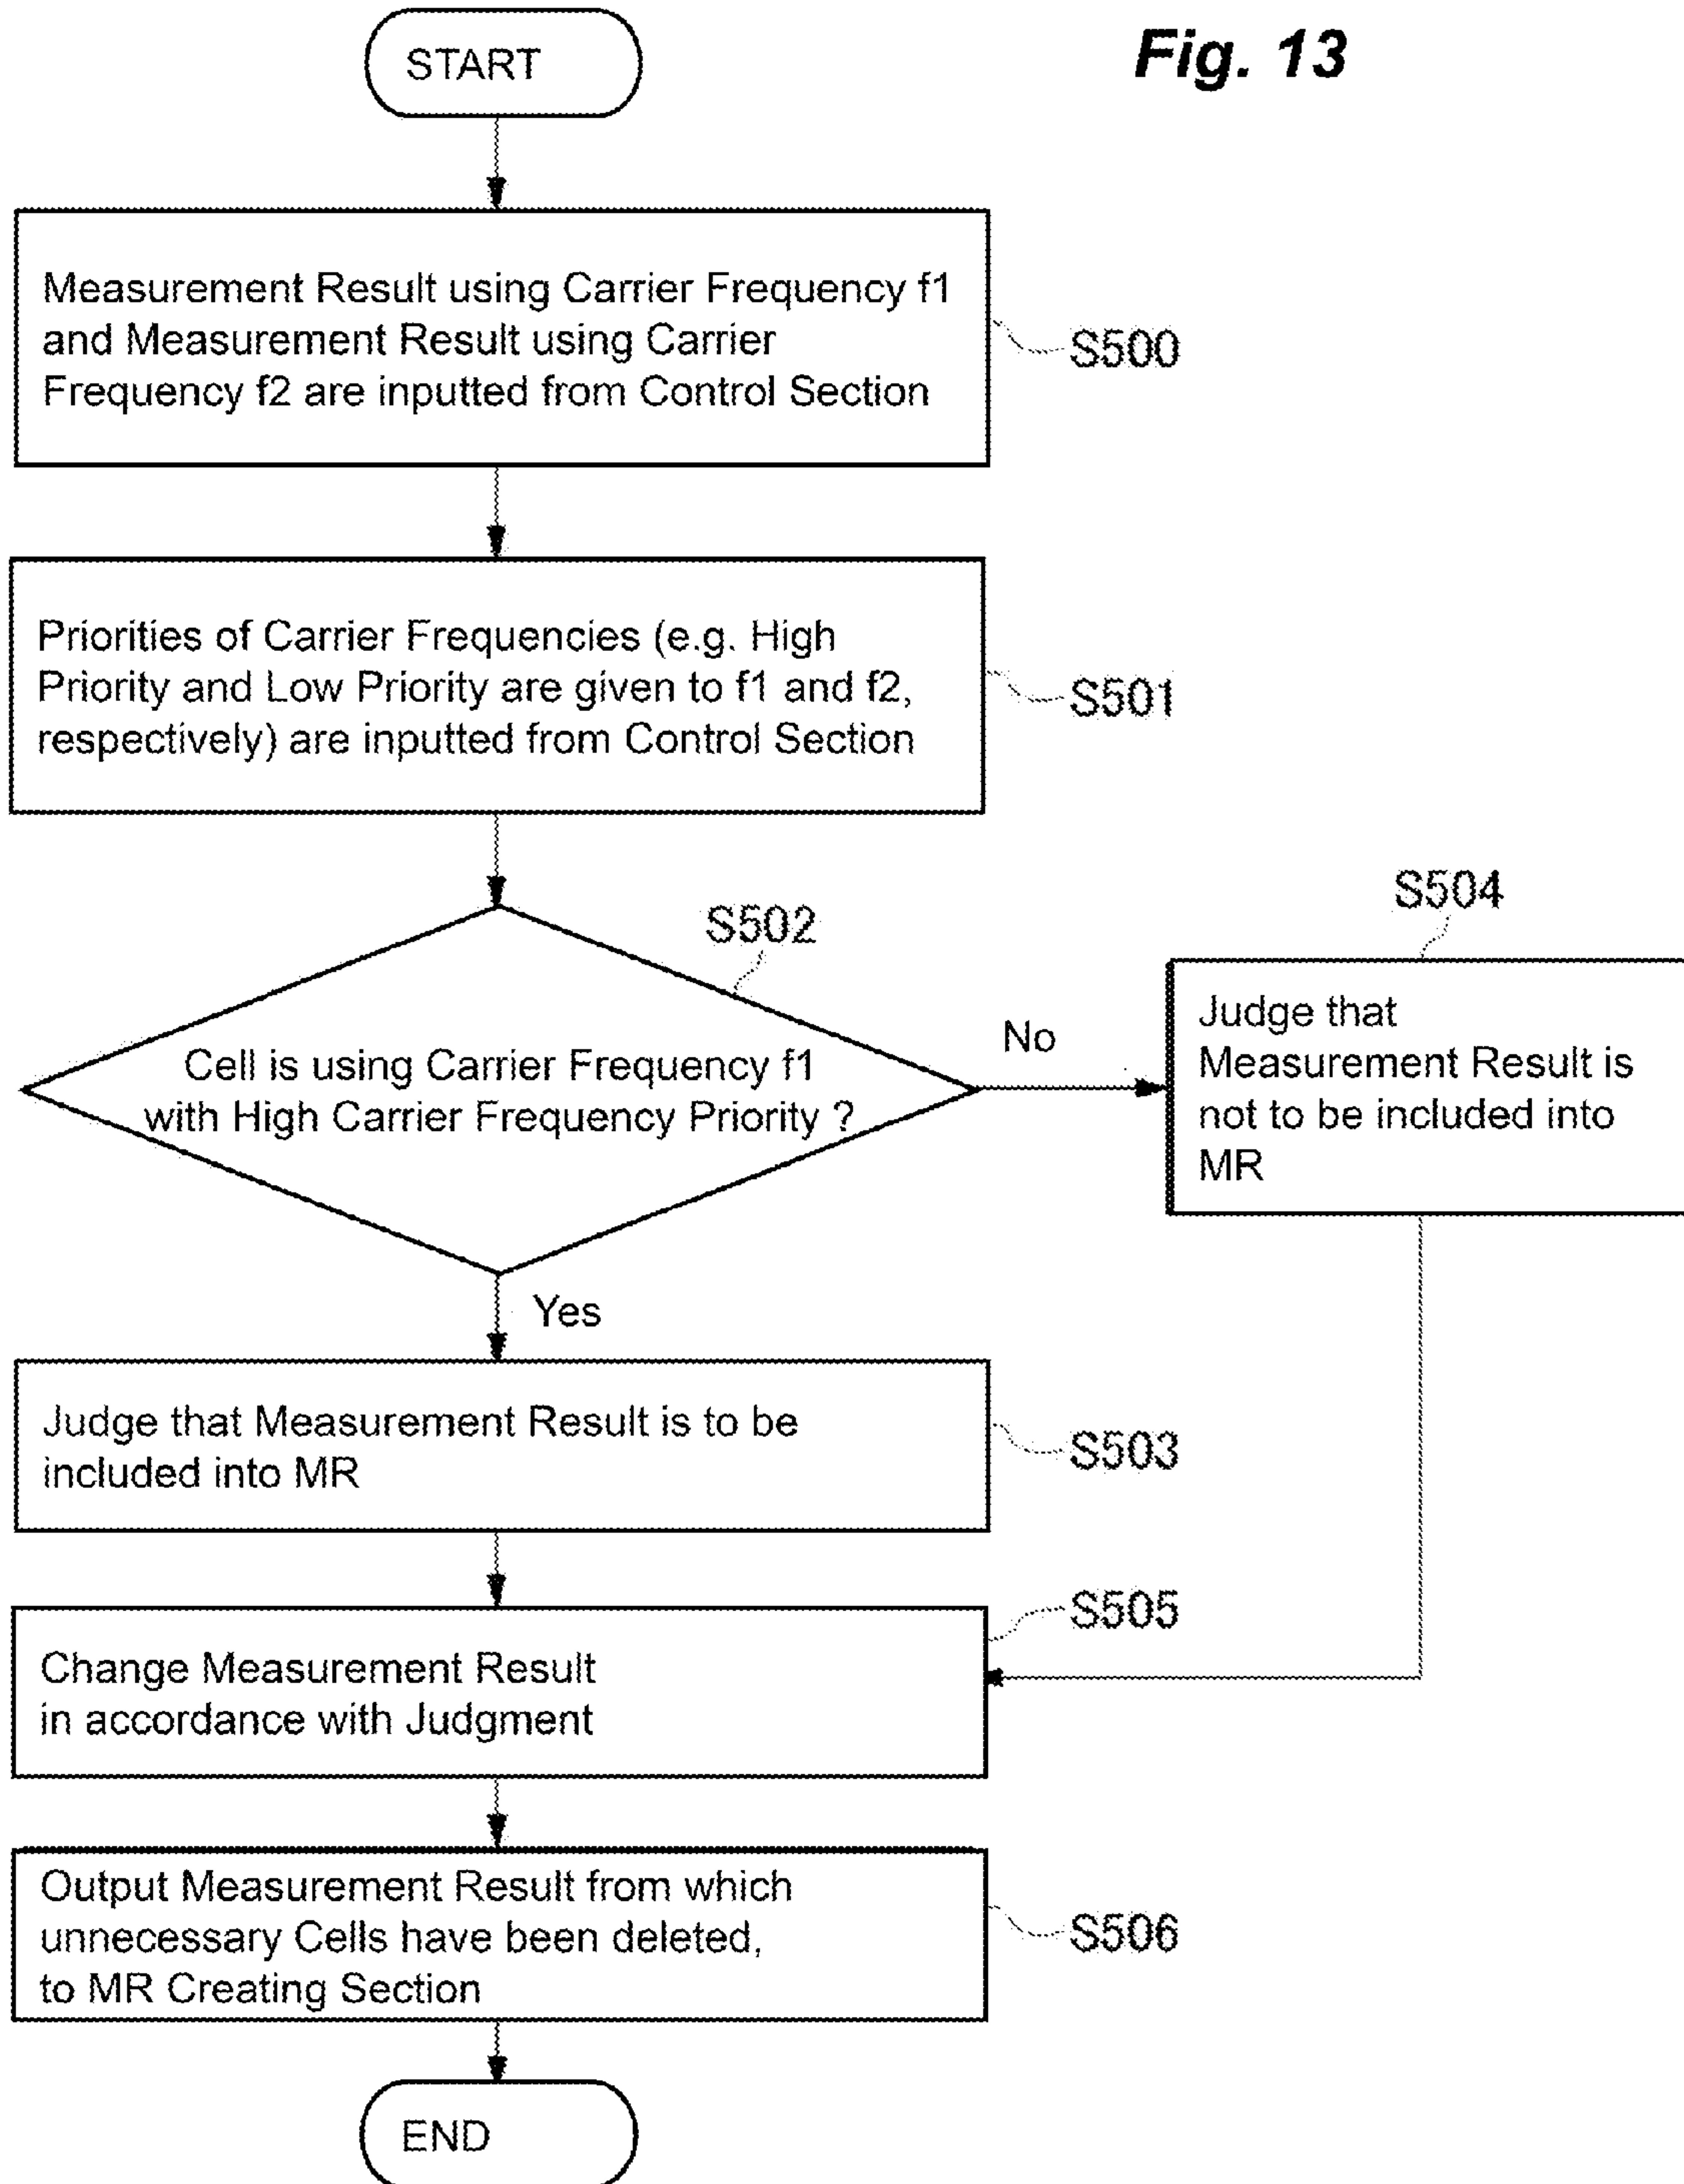 Fig. 13
START
Measurement Result using Carrier Frequency f1
and Measurement Result using Carrier
Frequency f2 are inputted from Control Section
S500
Priorities of Carrier Frequencies (e.g. High
Priority and Low Priority are given to f1 and f2,
respectively) are inputted from Control Section
S501
S502
Cell is using Carrier Frequency f1
with High Carrier Frequency Priority ?
No
S504
Judge that
Measurement Result is
not to be included into
MR
Yes
Judge that Measurement Result is to be
included into MR
S503
Change Measurement Result
in accordance with Judgment
S505
Output Measurement Result from which
unnecessary Cells have been deleted,
to MR Creating Section
S506
END